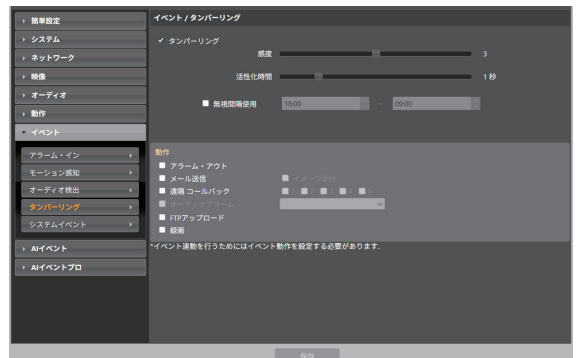 簡単設定
システム
ネットワーク
映像
オーディオ
動作
イベント
アラーム・イン
モーション感知
オーディオ検出
タンパーリング
システムイベント
AIイベント
AIイベントプロ
イベント / タンパーリング
タンパーリング
感度 3
活性化時間 1 秒
無視間隔使用 18:00 - 09:00
動作
アラーム・アウト
メール送信 イメージ添付
遠隔 コールバック 1 2 3 4 5
オーディオアラーム
FTPアップロード
録画
*イベント連動を行うためにはイベント動作を設定する必要があります.
保存